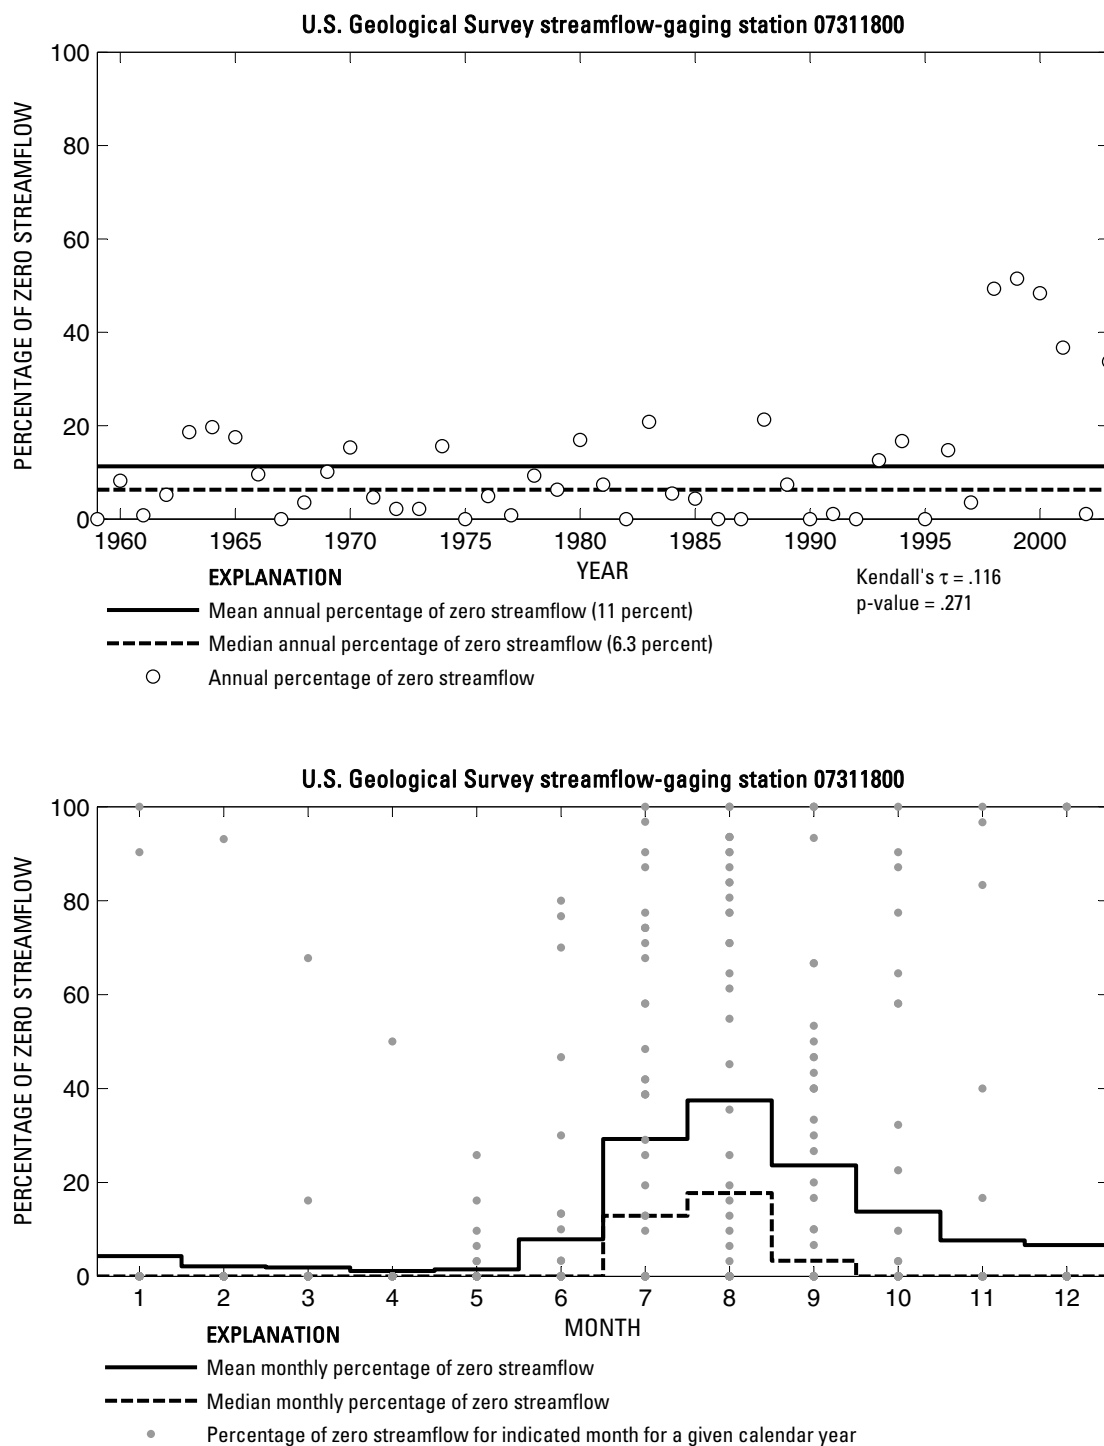 U.S. Geological Survey streamflow-gaging station 07311800
PERCENTAGE OF ZERO STREAMFLOW
100
80
60
40
20
0
1960 1965 1970 1975 1980 1985 1990 1995 2000
YEAR
Kendall's τ = .116
p-value = .271
EXPLANATION
Mean annual percentage of zero streamflow (11 percent)
Median annual percentage of zero streamflow (6.3 percent)
Annual percentage of zero streamflow
U.S. Geological Survey streamflow-gaging station 07311800
PERCENTAGE OF ZERO STREAMFLOW
100
80
60
40
20
0
1 2 3 4 5 6 7 8 9 10 11 12
MONTH
EXPLANATION
Mean monthly percentage of zero streamflow
Median monthly percentage of zero streamflow
Percentage of zero streamflow for indicated month for a given calendar year